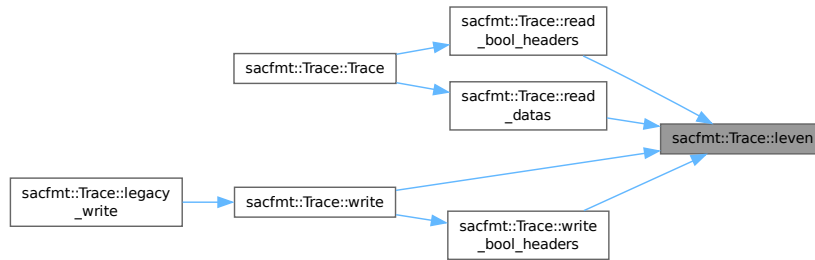 sacfmt::Trace::read
_bool_headers
sacfmt::Trace::Trace
sacfmt::Trace::read
_datas
sacfmt::Trace::leven
sacfmt::Trace::legacy
_write
sacfmt::Trace::write
sacfmt::Trace::write
_bool_headers